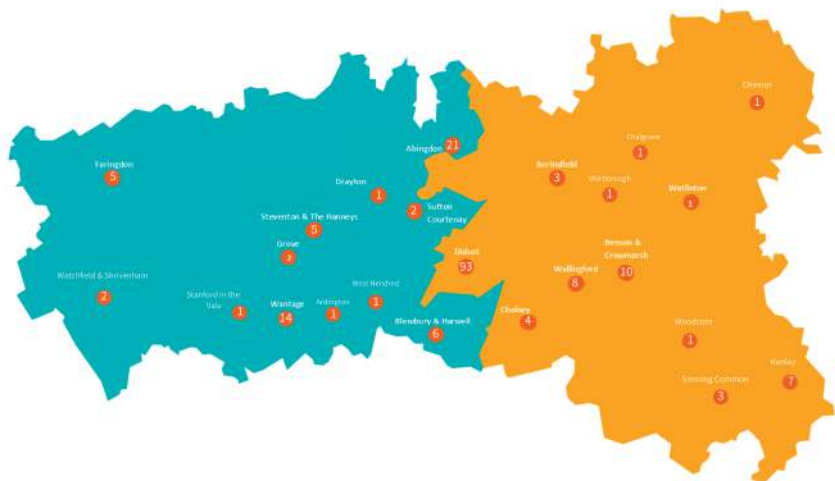 Chinnor
1
Chalgrove
1
Abingdon
21
Faringdon
5
Berinsfield
3
Warborough
1
Watlinton
1
Drayton
1
2
Sutton
Courtenay
Steventon & The Hanneys
5
Grove
2
Didcot
93
Benson &
Crowmarsh
10
Wallingford
8
Watchfield & Shrivenham
2
Stanford in the
Vale
1
Wantage
14
Ardington
1
West Hendred
1
Blewbury & Harwell
6
Cholsey
4
Woodcote
1
Henley
7
Sonning Common
3